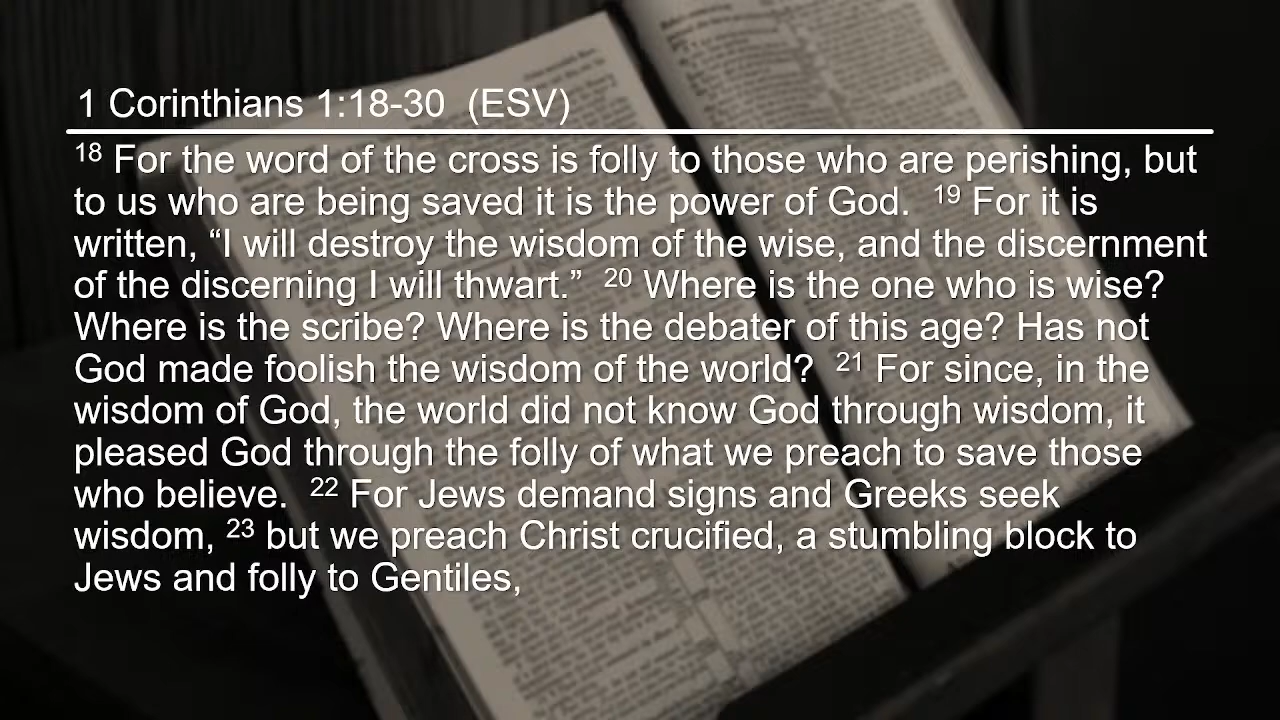 1 Corinthians 1:18-30 (ESV)
18 For the word of the cross is folly to those who are perishing, but
to us who are being saved it is the power of God. 19 For it is
written, “I will destroy the wisdom of the wise, and the discernment
of the discerning I will thwart.” 20 Where is the one who is wise?
Where is the scribe? Where is the debater of this age? Has not
God made foolish the wisdom of the world? 21 For since, in the
wisdom of God, the world did not know God through wisdom, it
pleased God through the folly of what we preach to save those
who believe. 22 For Jews demand signs and Greeks seek
wisdom, 23 but we preach Christ crucified, a stumbling block to
Jews and folly to Gentiles,